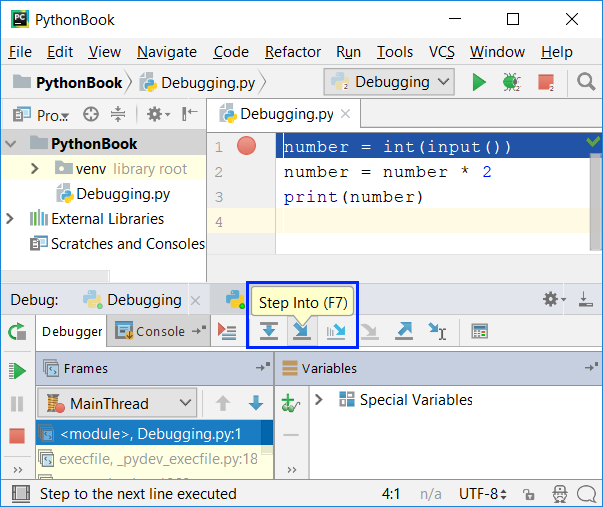 PC PythonBook
File Edit View Navigate Code Refactor Run Tools VCS Window Help
PythonBook Debugging.py Debugging
Pro... Debugging.py
PythonBook
venv library root
Debugging.py
External Libraries
Scratches and Consoles
1 number = int(input())
2 number = number * 2
3 print(number)
4
Debug: Debugging
Step Into (F7)
Debugger Console
Frames
Variables
MainThread
Special Variables
<module>, Debugging.py:1
execfile, _pydev_execfile.py:18
Step to the next line executed 4:1 n/a UTF-8